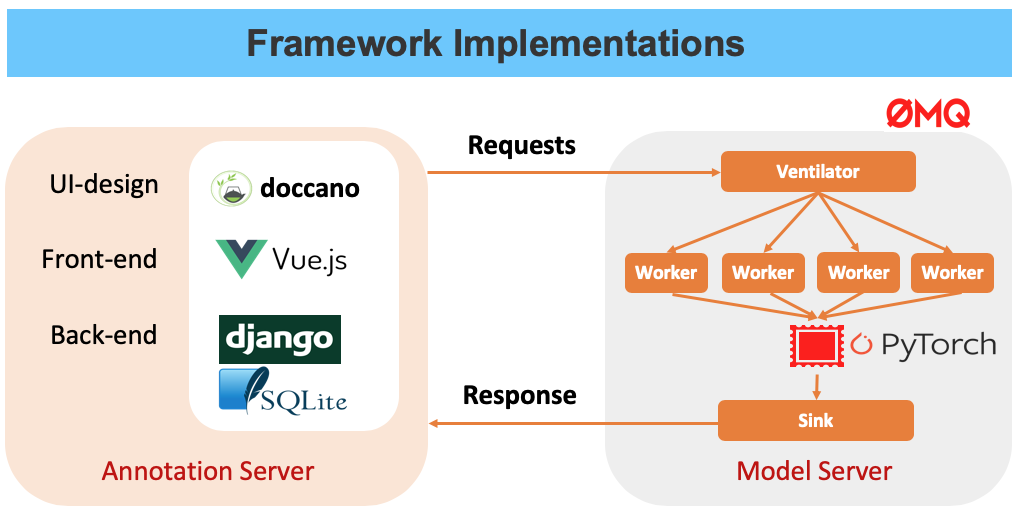 Framework Implementations
ØMQ
Requests
UI-design
doccano
Ventilator
Front-end
Vue.js
Worker
Worker
Worker
Worker
Back-end
django
PyTorch
SQLite
Response
Sink
Annotation Server
Model Server